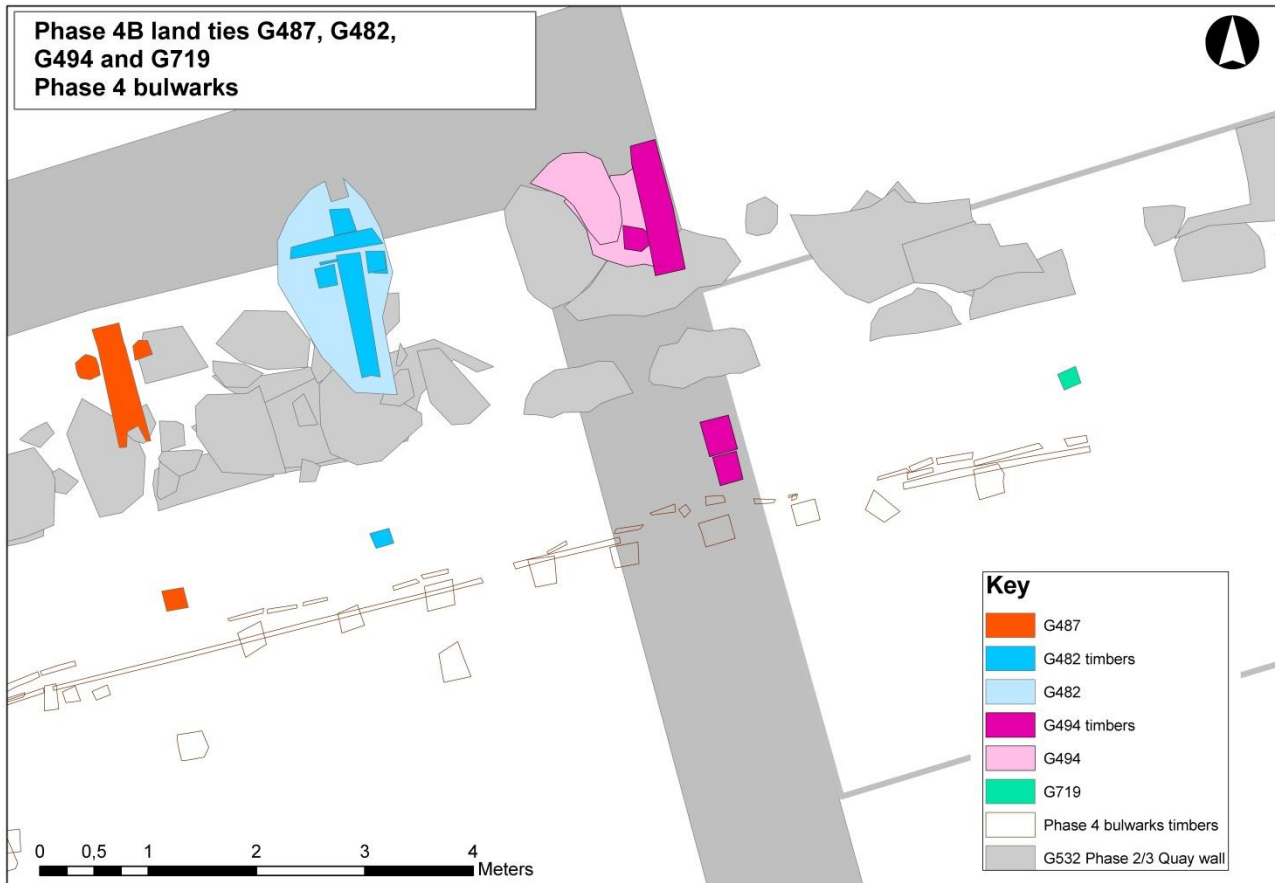 Phase 4B land ties G487, G482,
G494 and G719
Phase 4 bulwarks
Key
G487
G482 timbers
G482
G494 timbers
G494
G719
Phase 4 bulwarks timbers
G532 Phase 2/3 Quay wall
0 0,5 1 2 3 4
Meters